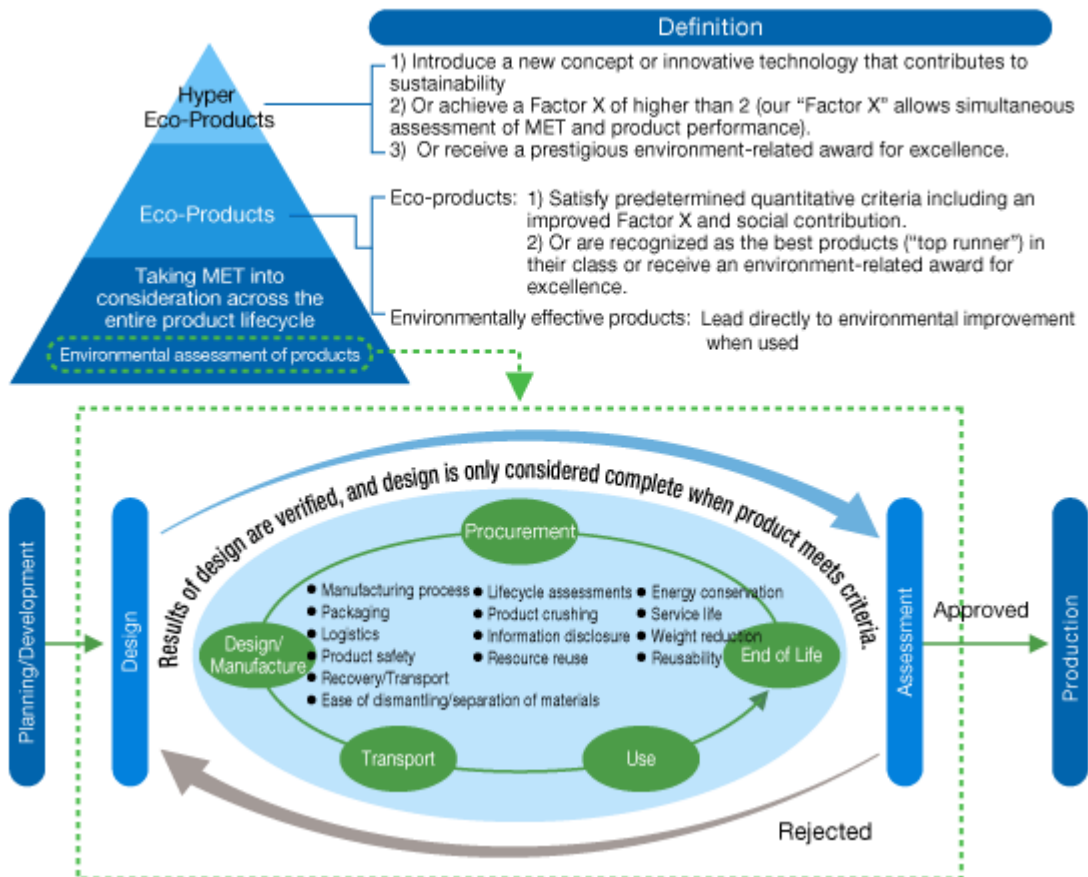 Definition
Hyper
Eco-Products
1) Introduce a new concept or innovative technology that contributes to
sustainability
2) Or achieve a Factor X of higher than 2 (our “Factor X” allows simultaneous
assessment of MET and product performance).
3) Or receive a prestigious environment-related award for excellence.
Eco-Products
Eco-products: 1) Satisfy predetermined quantitative criteria including an
improved Factor X and social contribution.
2) Or are recognized as the best products (“top runner”) in
their class or receive an environment-related award for
excellence.
Environmentally effective products: Lead directly to environmental improvement
when used
Taking MET into
consideration across the
entire product lifecycle
Environmental assessment of products
Planning/Development
Design
Results of design are verified, and design is only considered complete when product meets criteria.
Procurement
Design/
Manufacture
● Manufacturing process
● Packaging
● Logistics
● Product safety
● Recovery/Transport
● Ease of dismantling/separation of materials
● Lifecycle assessments
● Product crushing
● Information disclosure
● Resource reuse
● Energy conservation
● Service life
● Weight reduction
● Reusability
End of Life
Transport
Use
Assessment
Approved
Production
Rejected